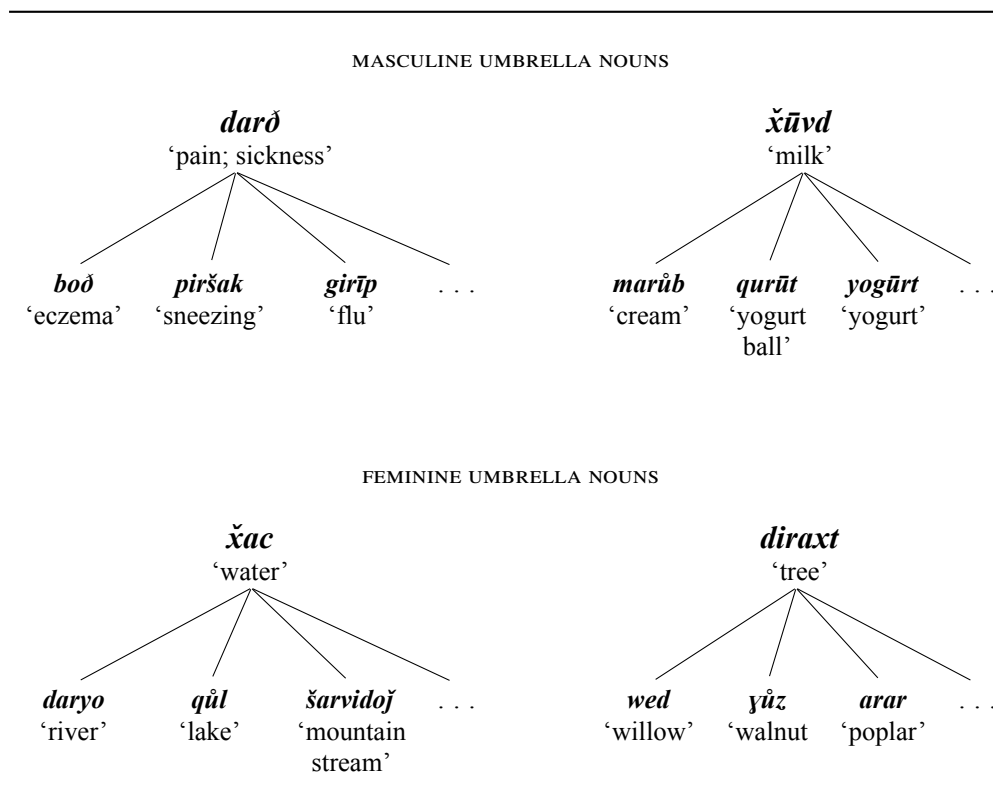 MASCULINE UMBRELLA NOUNS
darð x̌ūvd
‘pain; sickness’ ‘milk’
boð piršak girīp . . . marůb qurūt yogūrt . . .
‘eczema’ ‘sneezing’ ‘flu’ ‘cream’ ‘yogurt ‘yogurt’
ball’
FEMININE UMBRELLA NOUNS
x̌ac diraxt
‘water’ ‘tree’
daryo qůl šarvidoǰ . . . wed ɣůz arar . . .
‘river’ ‘lake’ ‘mountain ‘willow’ ‘walnut ‘poplar’
stream’